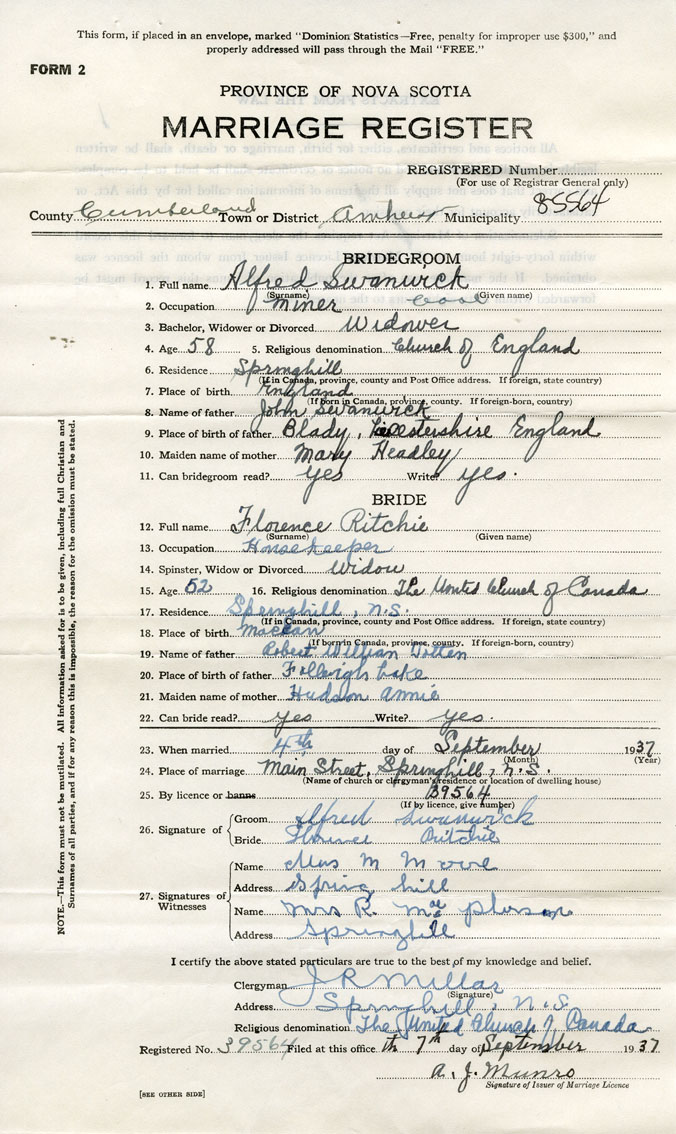 This form, if placed in an envelope, marked "Dominion Statistics—Free, penalty for improper use $300," and
properly addressed will pass through the Mail "FREE."
FORM 2
PROVINCE OF NOVA SCOTIA
MARRIAGE REGISTER
REGISTERED Number
(For use of Registrar General only)
85564
County Cumberland Town or District Amherst Municipality
BRIDEGROOM
1. Full name Alfred Swanwick
(Surname) (Given name)
2. Occupation Miner Coal
3. Bachelor, Widower or Divorced Widower
4. Age 58 5. Religious denomination Church of England
6. Residence Springhill
(If in Canada, province, county and Post Office address. If foreign, state country)
7. Place of birth England
(If born in Canada, province, county. If foreign-born, country)
8. Name of father John Swanwick
9. Place of birth of father Blady, Leicestershire England
10. Maiden name of mother Mary Headley
11. Can bridegroom read? yes Write? yes.
BRIDE
12. Full name Florence Ritchie
(Surname) (Given name)
13. Occupation Housekeeper
14. Spinster, Widow or Divorced Widow
15. Age 52 16. Religious denomination The United Church of Canada
17. Residence Springhill, N.S.
(If in Canada, province, county and Post Office address. If foreign, state country)
18. Place of birth Maccan
(If born in Canada, province, county. If foreign-born, country)
19. Name of father Robert William Totten
20. Place of birth of father Lake
21. Maiden name of mother Hudson Annie
22. Can bride read? yes Write? yes.
23. When married 4th day of September 1937
(Month) (Year)
24. Place of marriage Main Street, Springhill, N.S.
(Name of church or clergyman's residence or location of dwelling house)
25. By licence or banns 39564
(If by licence, give number)
26. Signature of
Groom Alfred Swanwick
Bride Florence Ritchie
27. Signatures of Witnesses
Name Mrs M
Address Spring hill
Name Mrs R. Mac pherson
Address Springhill
I certify the above stated particulars are true to the best of my knowledge and belief.
Clergyman J R Millar
(Signature)
Address Springhill, N.S.
Religious denomination The United Church of Canada
Registered No. 39564 Filed at this office th 7th day of September 1937
A. J. Munro
Signature of Issuer of Marriage Licence
[SEE OTHER SIDE]
NOTE.—This form must not be mutilated. All information asked for is to be given, including full Christian and
Surnames of all parties, and if for any reason this is impossible, the reason for the omission must be stated.